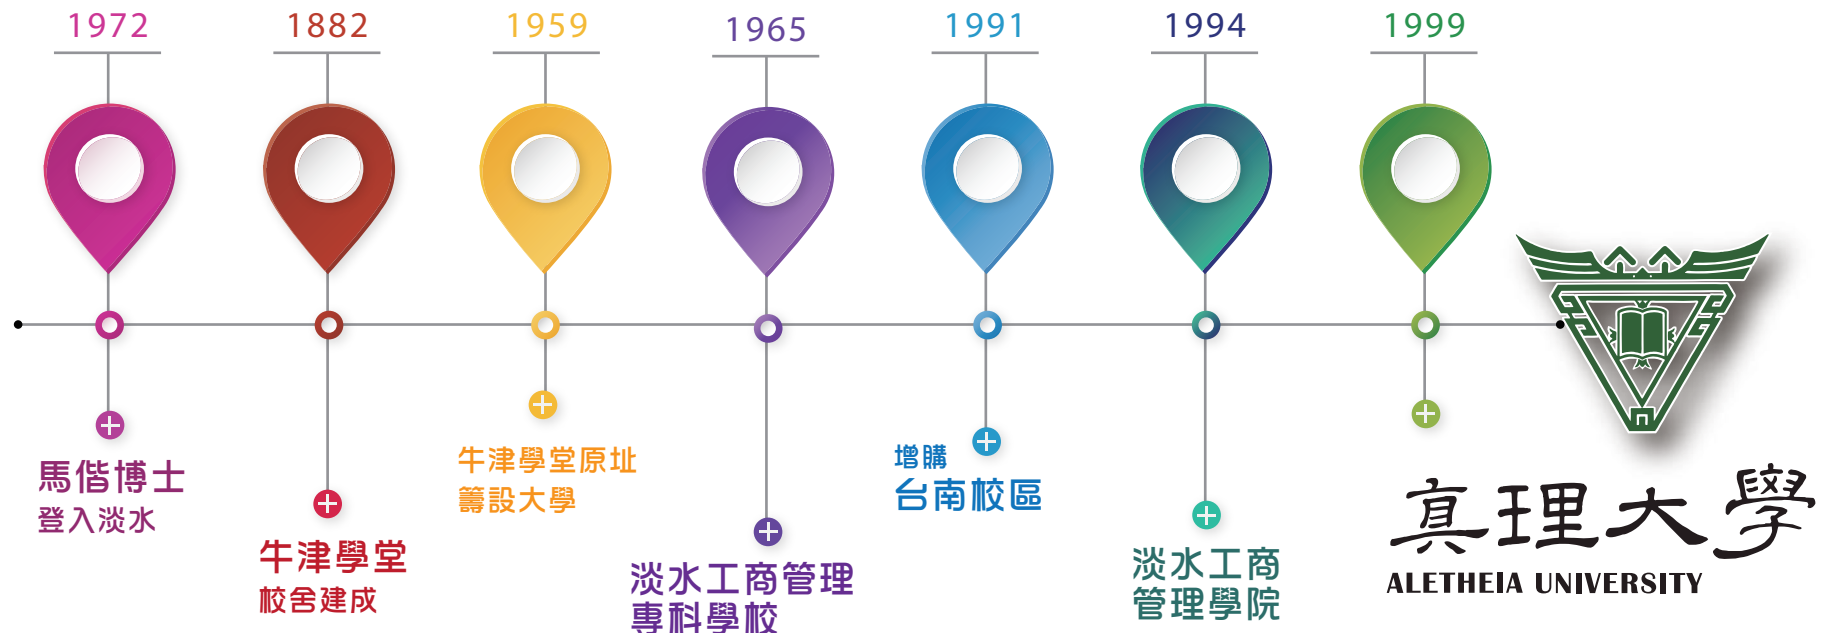 1972
1882
1959
1965
1991
1994
1999
馬偕博士
登入淡水
牛津學堂
校舍建成
牛津學堂原址
籌設大學
淡水工商管理
專科學校
增購
台南校區
淡水工商
管理學院
真理大學
ALETHEIA UNIVERSITY